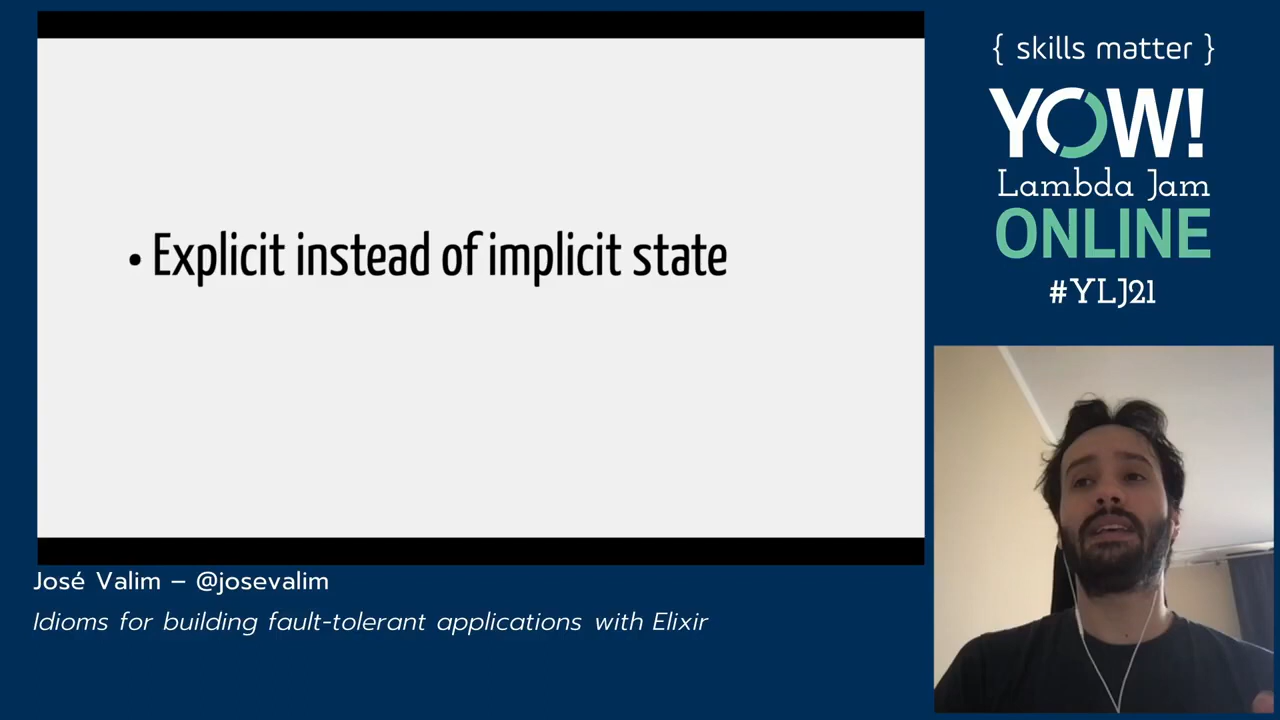 • Explicit instead of implicit state
{ skills matter }
YOW!
Lambda Jam
ONLINE
#YLJ21
José Valim – @josevalim
Idioms for building fault-tolerant applications with Elixir